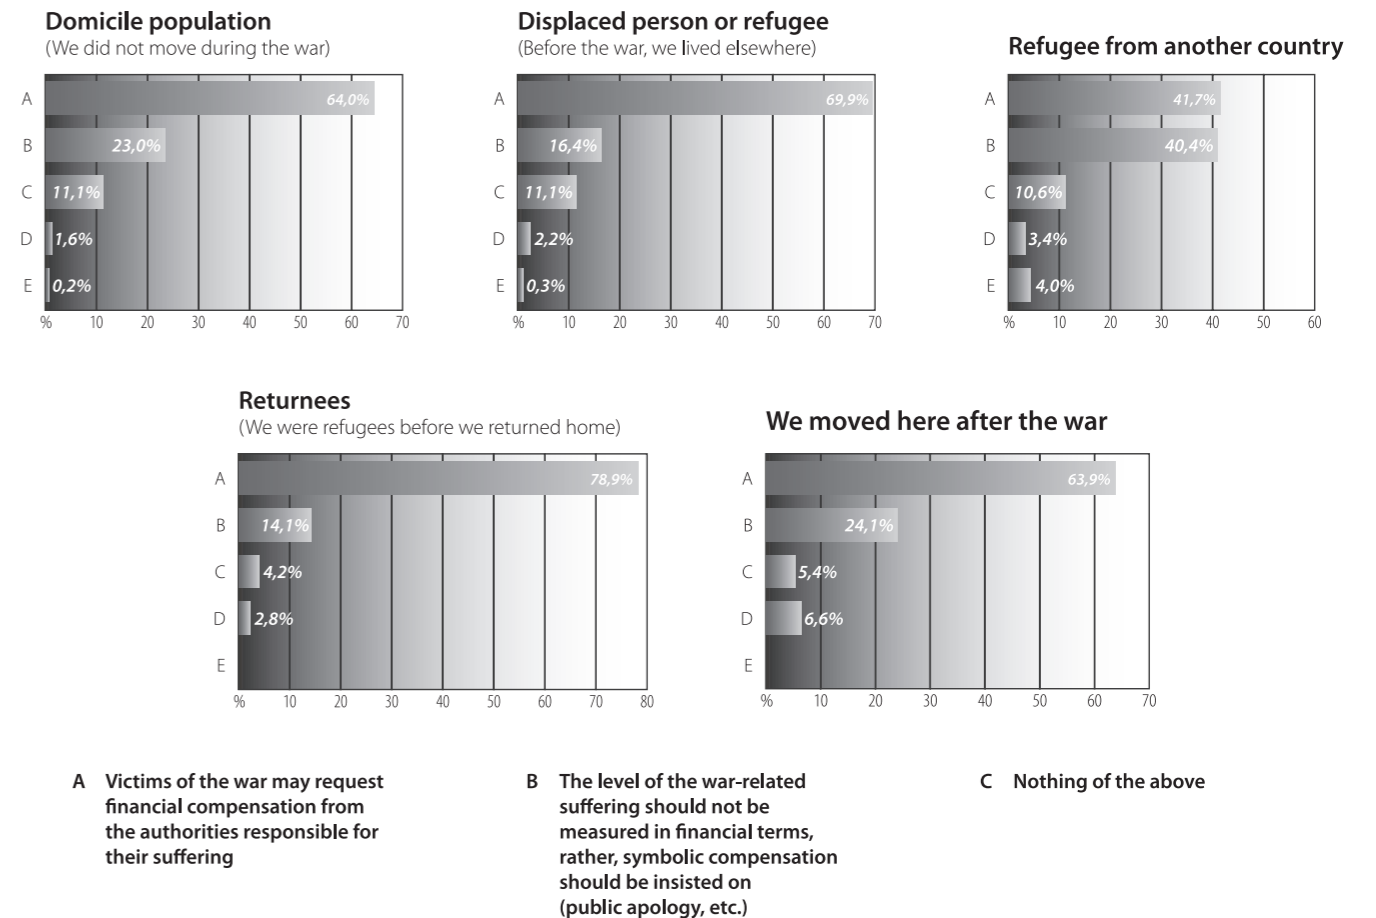 Domicile population
(We did not move during the war)
A 64,0%
B 23,0%
C 11,1%
D 1,6%
E 0,2%
% 10 20 30 40 50 60 70
Displaced person or refugee
(Before the war, we lived elsewhere)
A 69,9%
B 16,4%
C 11,1%
D 2,2%
E 0,3%
% 10 20 30 40 50 60 70
Refugee from another country
A 41,7%
B 40,4%
C 10,6%
D 3,4%
E 4,0%
% 10 20 30 40 50 60
Returnees
(We were refugees before we returned home)
A 78,9%
B 14,1%
C 4,2%
D 2,8%
E
% 10 20 30 40 50 60 70 80
We moved here after the war
A 63,9%
B 24,1%
C 5,4%
D 6,6%
E
% 10 20 30 40 50 60 70
A Victims of the war may request
financial compensation from
the authorities responsible for
their suffering
B The level of the war-related
suffering should not be
measured in financial terms,
rather, symbolic compensation
should be insisted on
(public apology, etc.)
C Nothing of the above